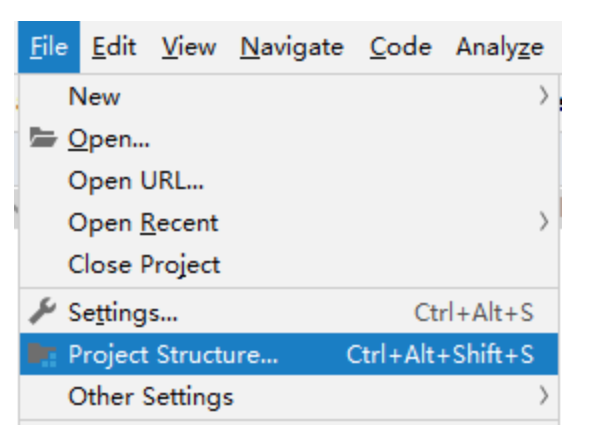 File Edit View Navigate Code Analyze
New
Open...
Open URL...
Open Recent
Close Project
Settings... Ctrl+Alt+S
Project Structure... Ctrl+Alt+Shift+S
Other Settings